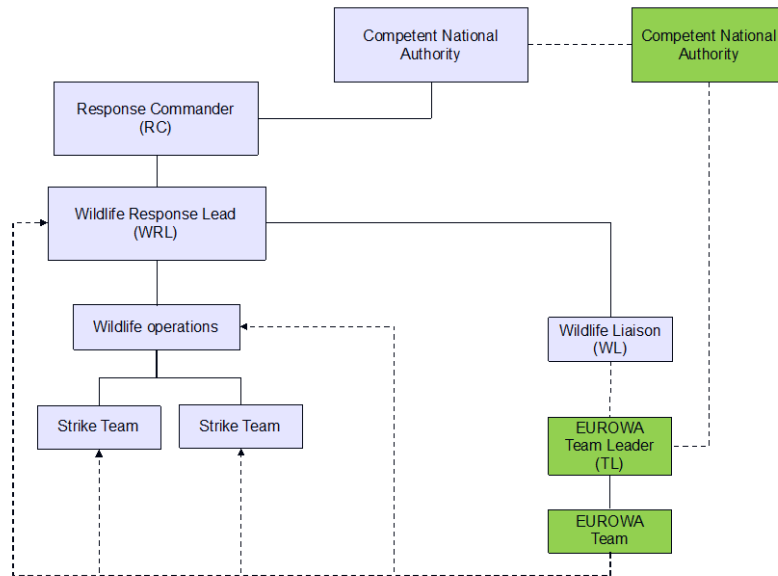 Competent National
Authority
Competent National
Authority
Response Commander
(RC)
Wildlife Response Lead
(WRL)
Wildlife operations
Wildlife Liaison
(WL)
Strike Team
Strike Team
EUROWA
Team Leader
(TL)
EUROWA
Team